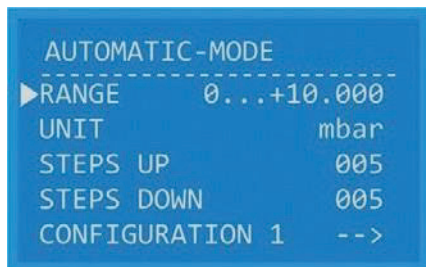 AUTOMATIC-MODE
RANGE 0...+10.000
UNIT mbar
STEPS UP 005
STEPS DOWN 005
CONFIGURATION 1 -->